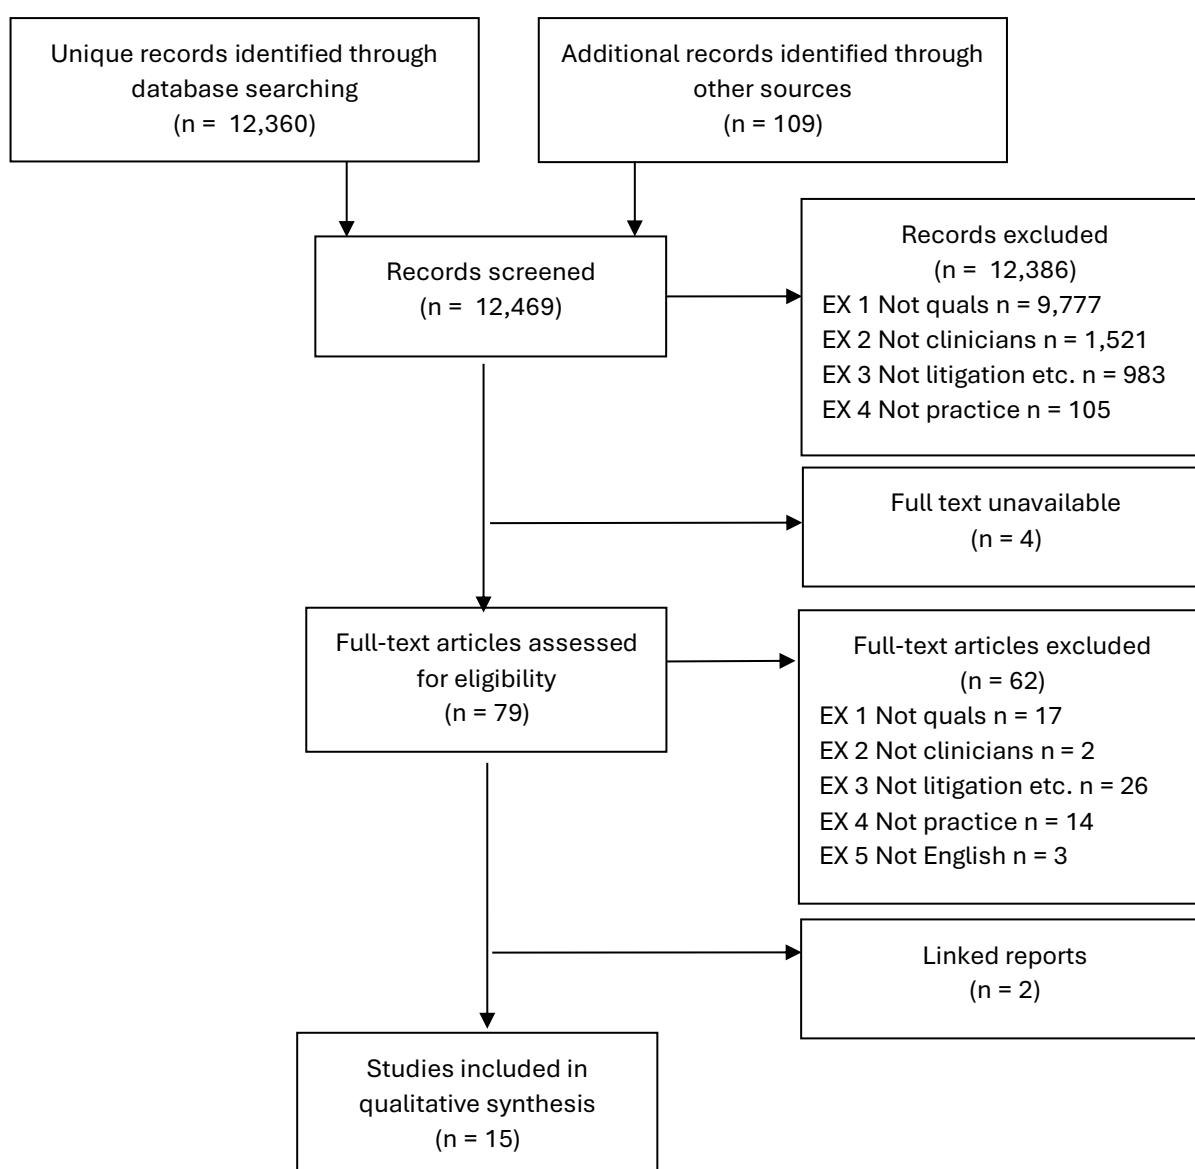 Unique records identified through
database searching
(n =  12,360)
Additional records identified through
other sources
(n = 109)
Records screened
(n =  12,469)
Records excluded
(n =  12,386)
EX 1 Not quals n = 9,777
EX 2 Not clinicians n = 1,521
EX 3 Not litigation etc. n = 983
EX 4 Not practice n = 105
Full text unavailable
(n = 4)
Full-text articles assessed
for eligibility
(n = 79)
Full-text articles excluded
(n = 62)
EX 1 Not quals n = 17
EX 2 Not clinicians n = 2
EX 3 Not litigation etc. n = 26
EX 4 Not practice n = 14
EX 5 Not English n = 3
Linked reports
(n = 2)
Studies included in
qualitative synthesis
(n = 15)